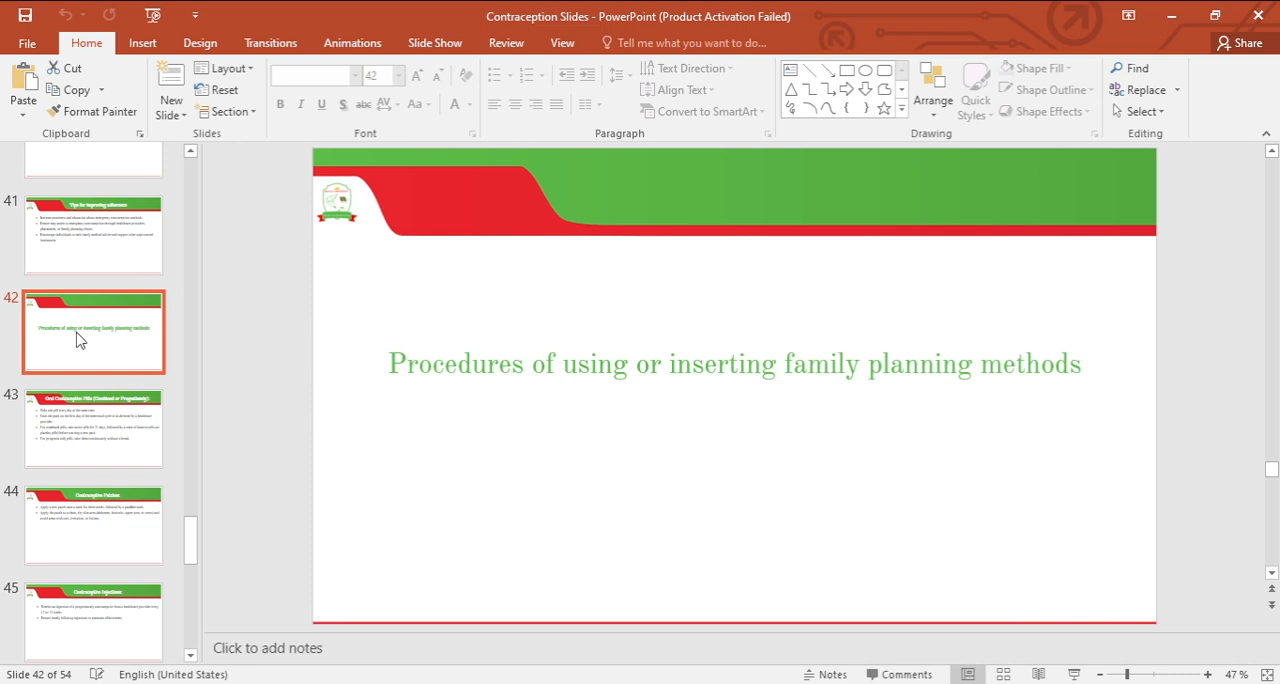 Contraception Slides - PowerPoint (Product Activation Failed)
File Home Insert Design Transitions Animations Slide Show Review View Tell me what you want to do... Share
Paste
Cut
Copy
Format Painter
Clipboard
New
Slide
Layout
Reset
Section
Slides
42
B I U S abc AV Aa A
Font
Text Direction
Align Text
Convert to SmartArt
Paragraph
Arrange
Quick
Styles
Shape Fill
Shape Outline
Shape Effects
Drawing
Find
Replace
Select
Editing
41
Tips for improving adherence
42
Procedures of using or inserting family planning methods
43
Oral Contraceptive Pills (Combined or Progestin-only):
44
Contraceptive Patches:
45
Contraceptive Injections:
Procedures of using or inserting family planning methods
Click to add notes
Slide 42 of 54 English (United States) Notes Comments 47%